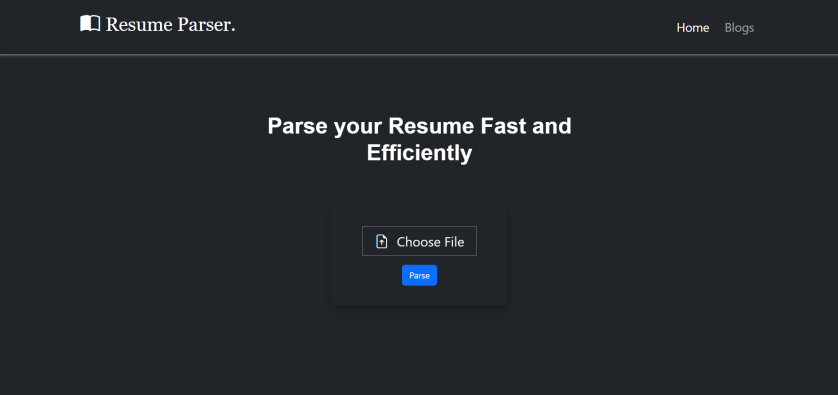 Resume Parser.
Home
Blogs
Parse your Resume Fast and
Efficiently
Choose File
Parse